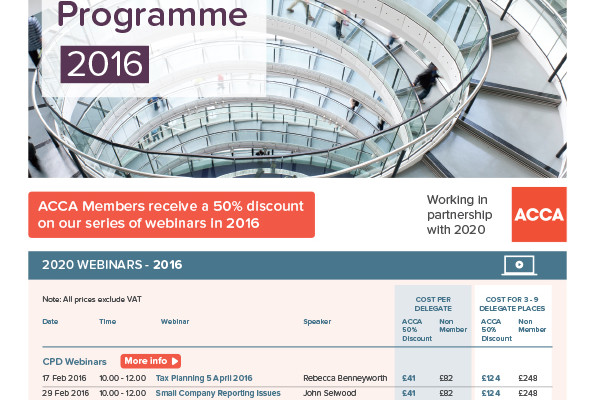 Programme
2016
ACCA Members receive a 50% discount
on our series of webinars in 2016
Working in
partnership
with 2020
ACCA
2020 WEBINARS - 2016
Note: All prices exclude VAT
COST PER
DELEGATE
COST FOR 3 - 9
DELEGATE PLACES
Date Time Webinar Speaker
ACCA
50%
Discount
Non
Member
ACCA
50%
Discount
Non
Member
CPD Webinars More info
17 Feb 2016 10.00 - 12.00 Tax Planning 5 April 2016 Rebecca Benneyworth £41 £82 £124 £248
29 Feb 2016 10.00 - 12.00 Small Company Reporting Issues John Selwood £41 £82 £124 £248